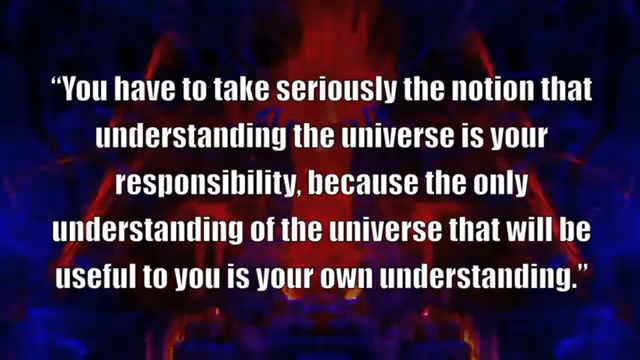 “You have to take seriously the notion that
understanding the universe is your
responsibility, because the only
understanding of the universe that will be
useful to you is your own understanding.”